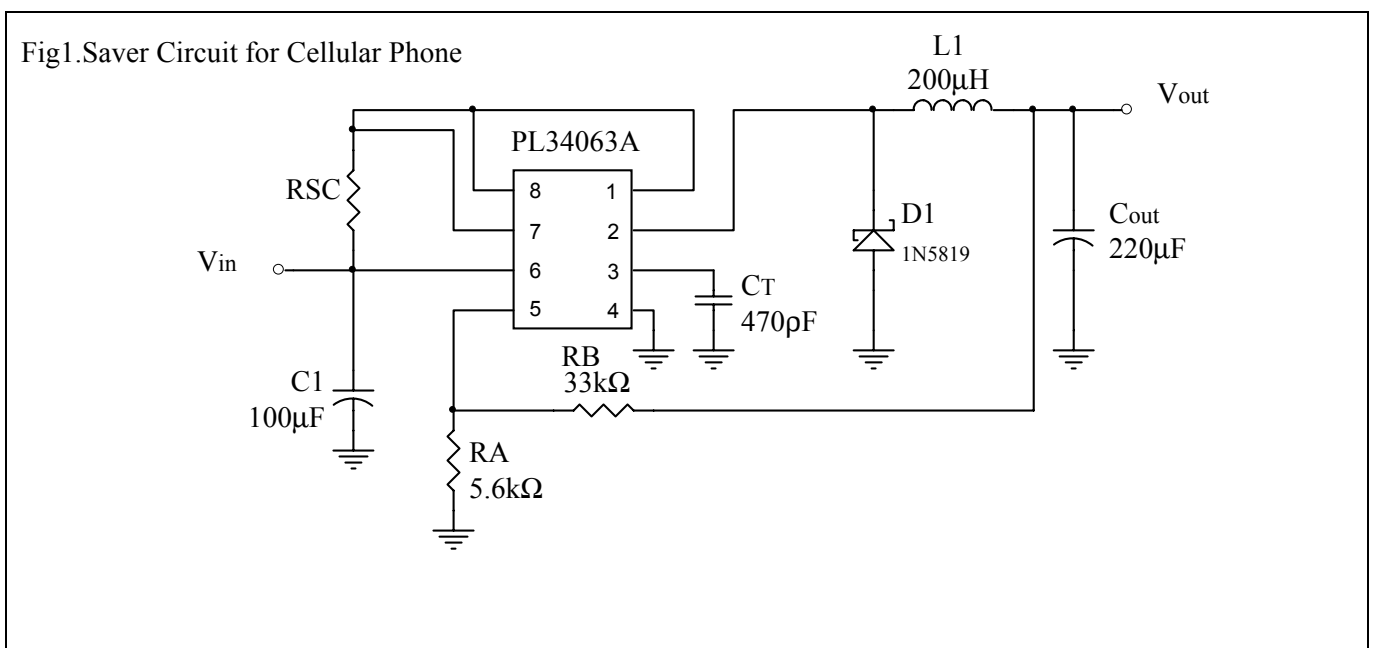 Fig1.Saver Circuit for Cellular Phone
L1
200μH
Vout
PL34063A
RSC
8
1
7
2
Vin
6
3
5
4
D1
1N5819
Cout
220μF
CT
470ρF
RB
33kΩ
C1
100μF
RA
5.6kΩ